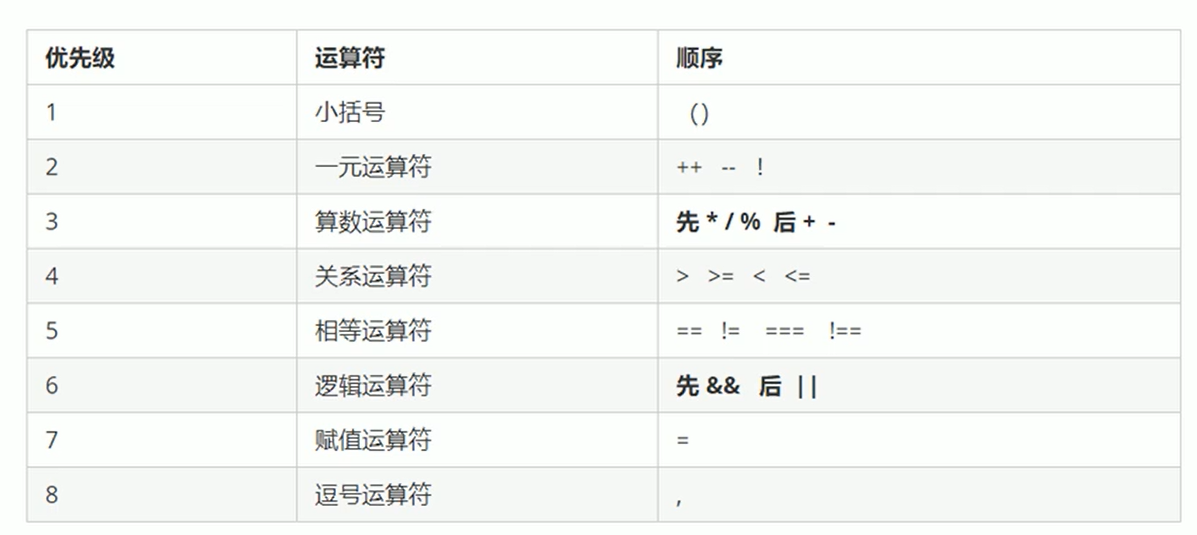 优先级 运算符 顺序
1 小括号 （）
2 一元运算符 ++ -- !
3 算数运算符 先 * / % 后 + -
4 关系运算符 > >= < <=
5 相等运算符 == != === !==
6 逻辑运算符 先 && 后 ||
7 赋值运算符 =
8 逗号运算符 ,